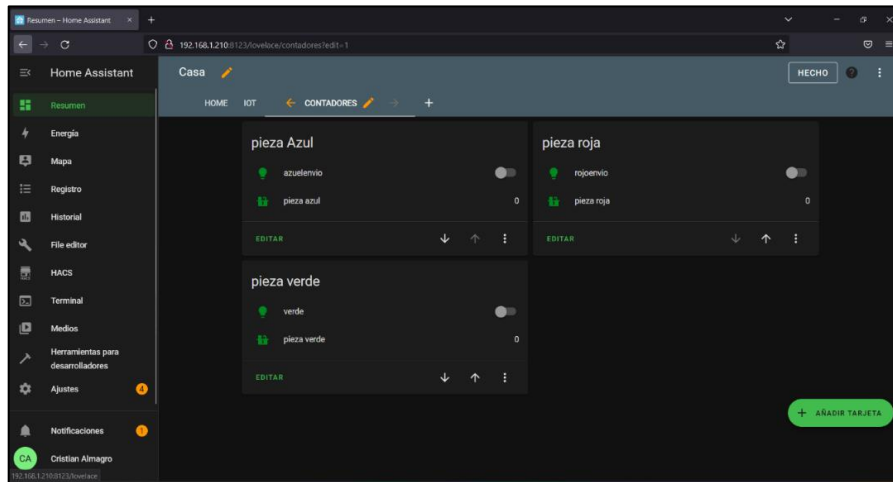 Resumen – Home Assistant
192.168.1.210:8123/lovelace/contadores?edit=1
Home Assistant
Casa
HECHO
HOME IOT CONTADORES
Resumen
Energía
Mapa
Registro
Historial
File editor
HACS
Terminal
Medios
Herramientas para
desarrolladores
Ajustes 4
Notificaciones 1
CA Cristian Almagro
192.168.1.210:8123/lovelace
pieza Azul
azuelenvio
pieza azul 0
EDITAR
pieza roja
rojoenvio
pieza roja 0
EDITAR
pieza verde
verde
pieza verde 0
EDITAR
+ AÑADIR TARJETA